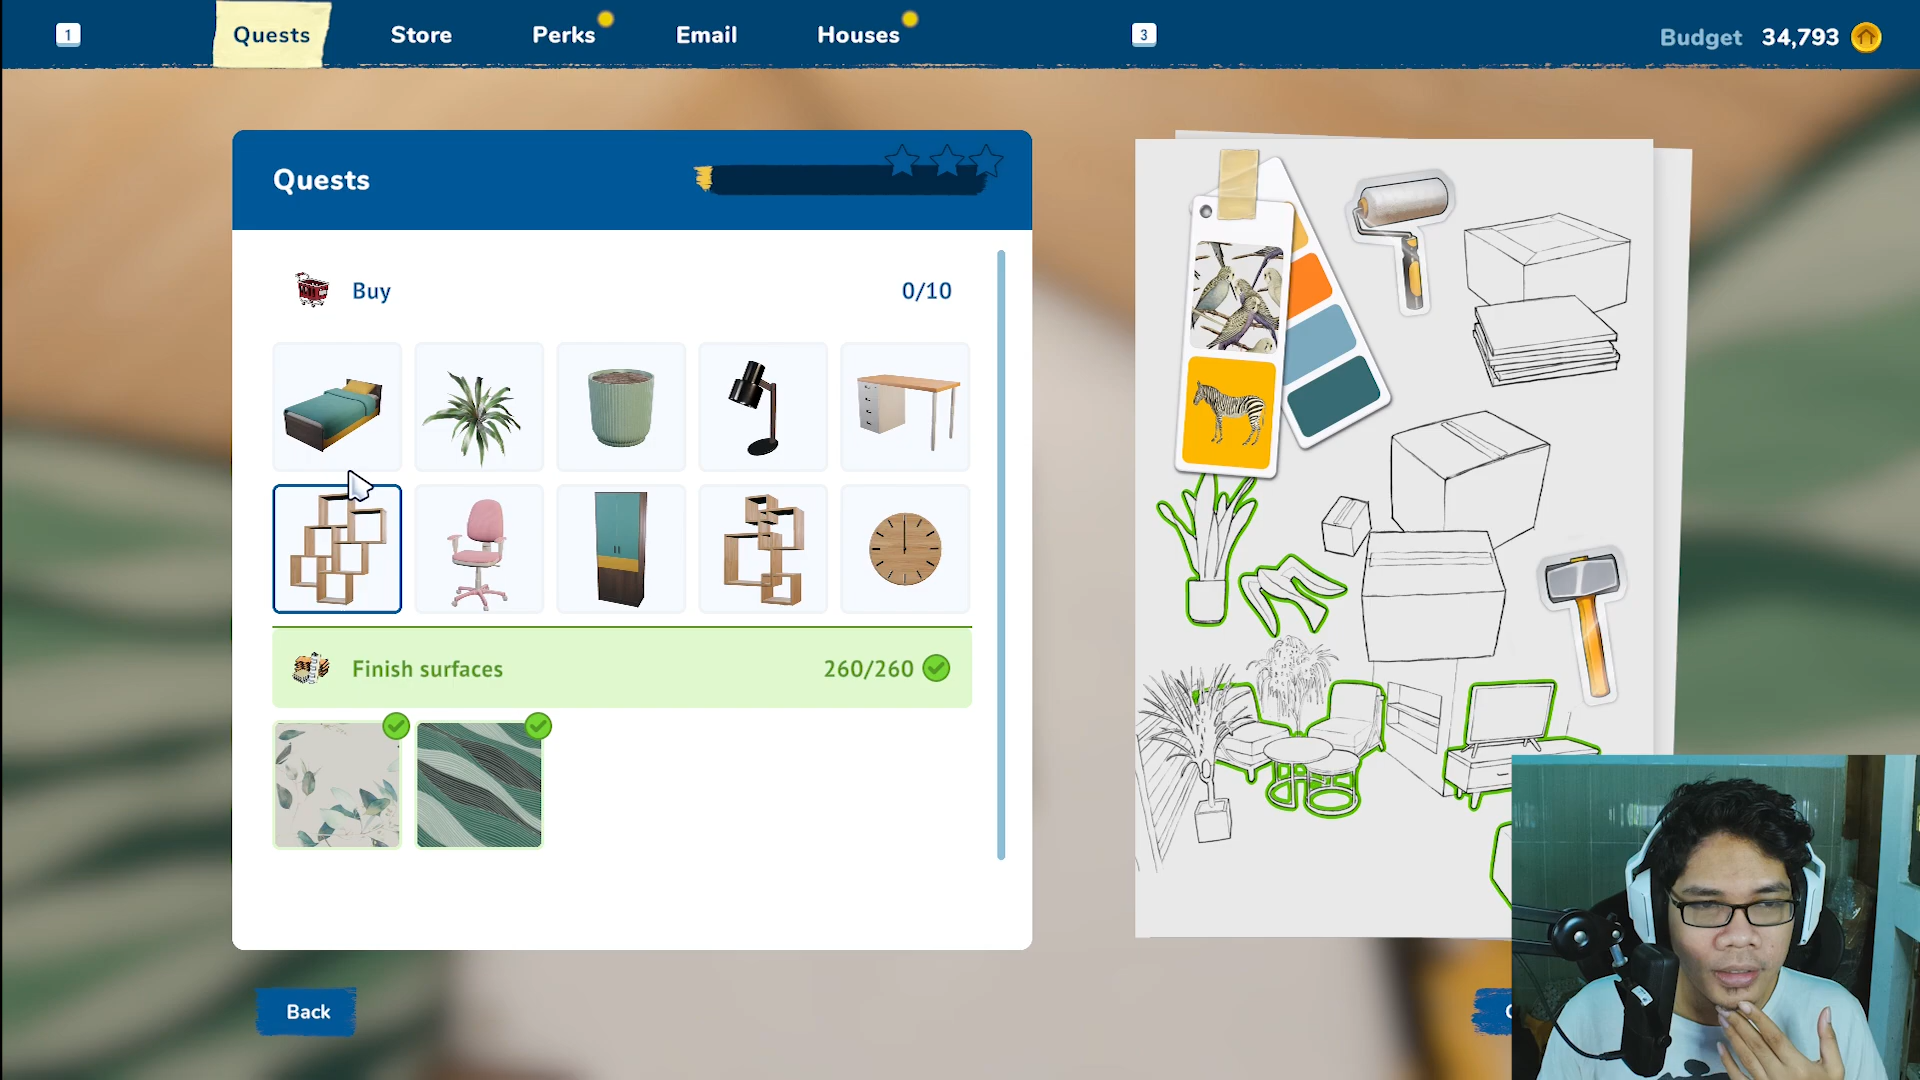 1 Quests Store Perks Email Houses 3 Budget 34,793
Quests
Buy 0/10
Finish surfaces 260/260
Back